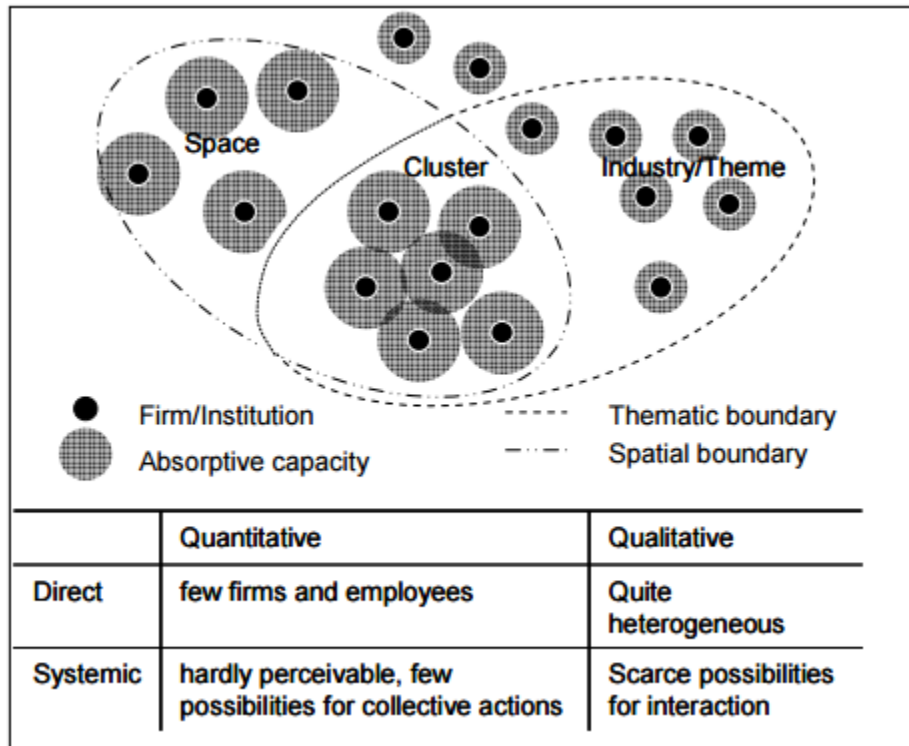 Space
Cluster
Industry/Theme
Firm/Institution
Thematic boundary
Absorptive capacity
Spatial boundary
Quantitative
Qualitative
Direct
few firms and employees
Quite
heterogeneous
Systemic
hardly perceivable, few
possibilities for collective actions
Scarce possibilities
for interaction